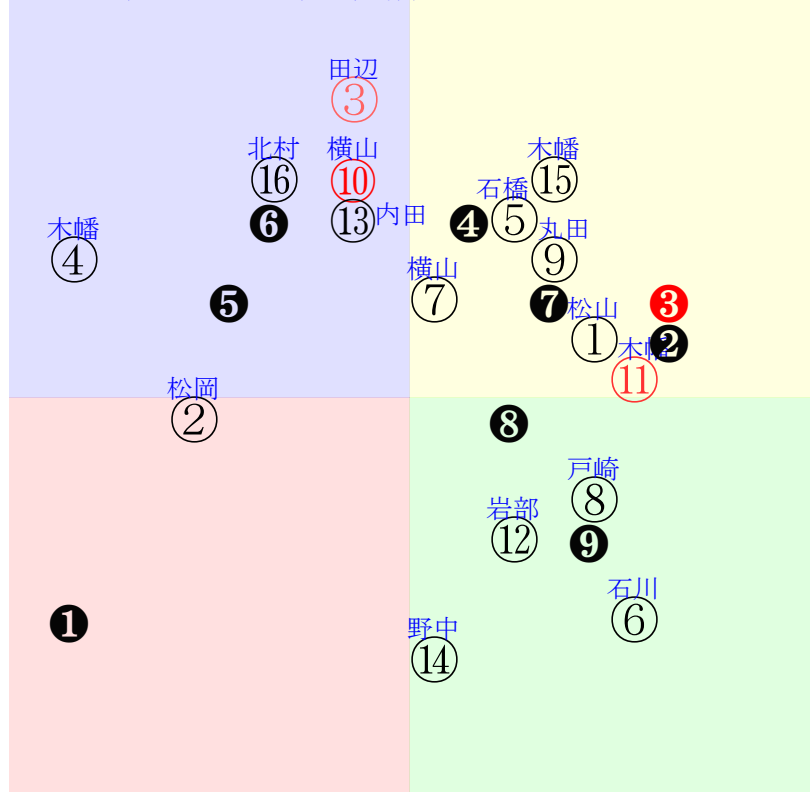 田辺
③
北村
横山
木幡
⑯
⑩
石橋
⑮
❻
⑬
内田
❹
⑤
丸田
木幡
④
横山
⑨
❺
⑦
❼
松山
❸
①
木幡
❷
⑪
松岡
②
❽
戸崎
⑧
岩部
⑫
❾
石川
⑥
❶
野中
⑭